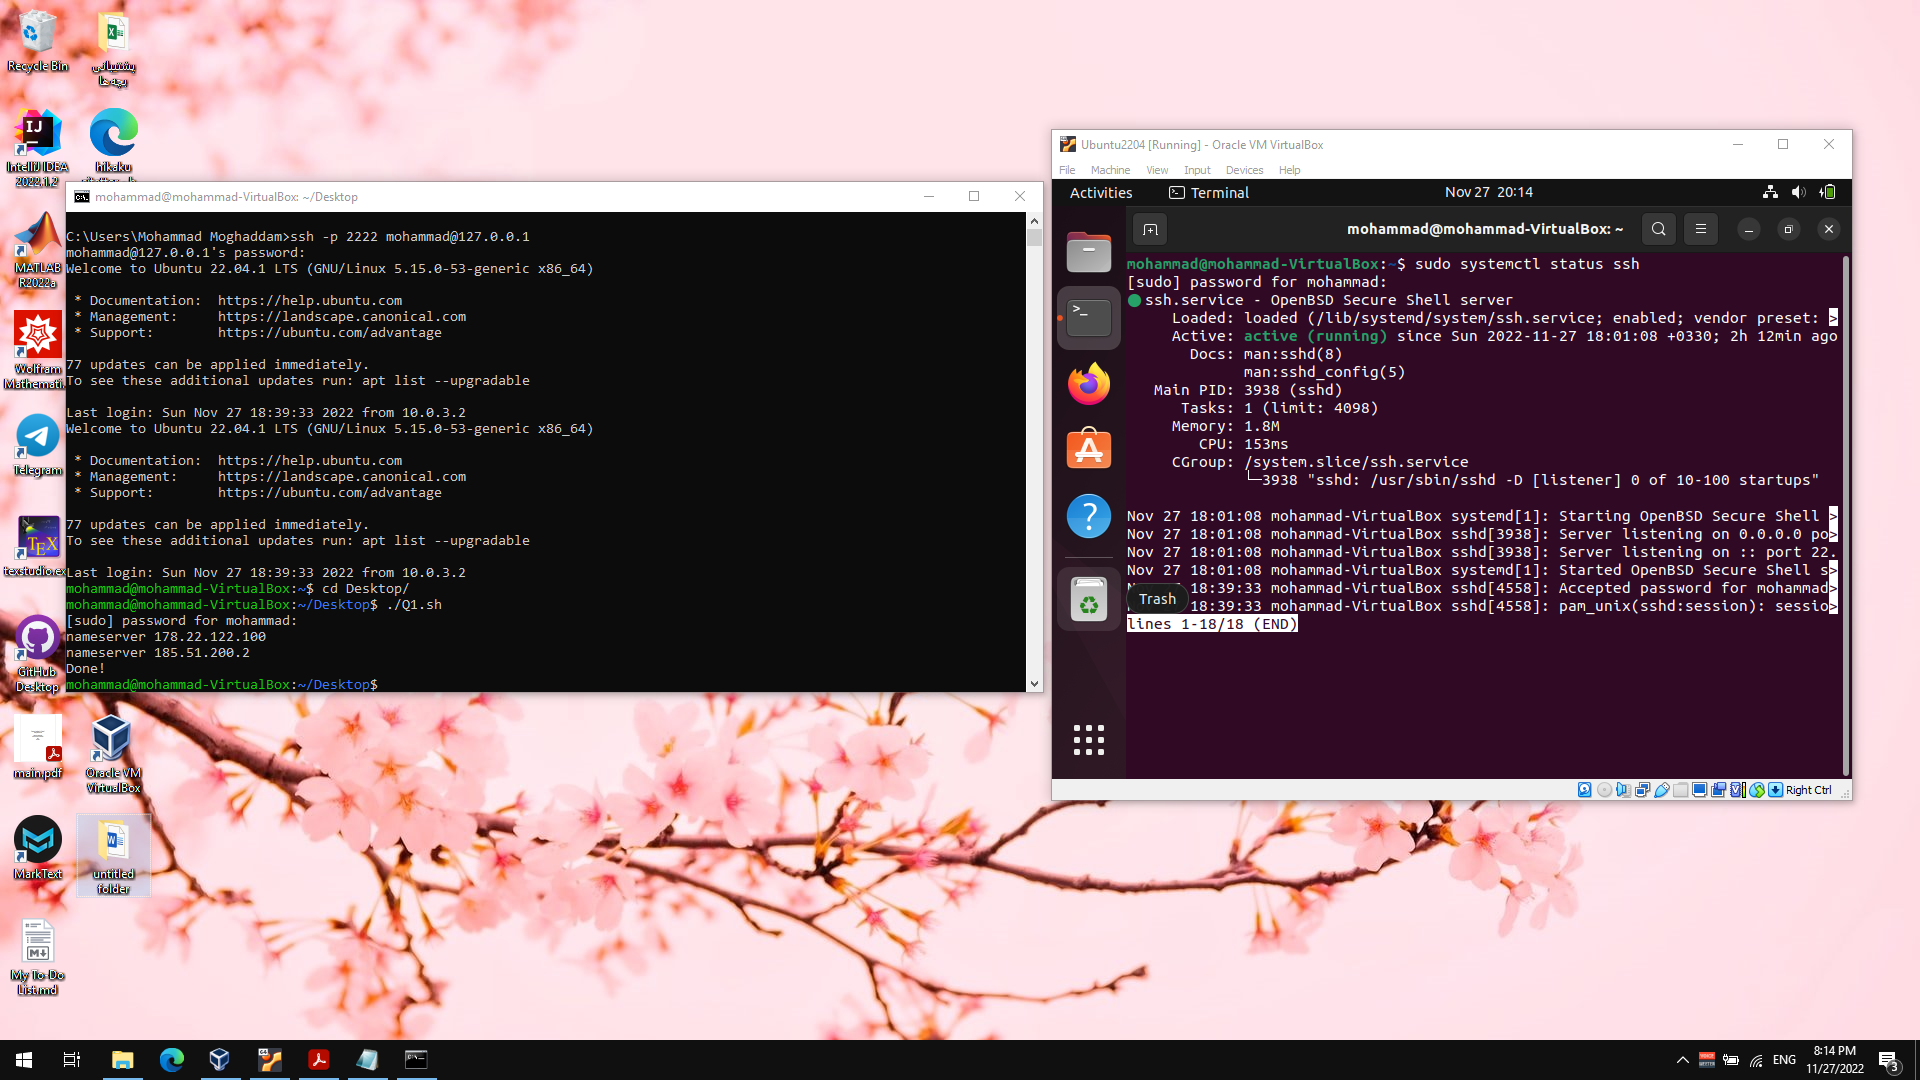 Recycle Bin
پشتیبانی
بچه ها
IntelliJ IDEA
2022.1.2
hikaku
MATLAB
R2022a
Wolfram
Mathemati
Telegram
texstudio.ex
GitHub
Desktop
main.pdf
Oracle VM
VirtualBox
MarkText
untitled
folder
My To-Do
List.md
mohammad@mohammad-VirtualBox: ~/Desktop
C:\Users\Mohammad Moghaddam>ssh -p 2222 mohammad@127.0.0.1
mohammad@127.0.0.1's password:
Welcome to Ubuntu 22.04.1 LTS (GNU/Linux 5.15.0-53-generic x86_64)
* Documentation:  https://help.ubuntu.com
* Management:     https://landscape.canonical.com
* Support:        https://ubuntu.com/advantage
77 updates can be applied immediately.
To see these additional updates run: apt list --upgradable
Last login: Sun Nov 27 18:39:33 2022 from 10.0.3.2
Welcome to Ubuntu 22.04.1 LTS (GNU/Linux 5.15.0-53-generic x86_64)
* Documentation:  https://help.ubuntu.com
* Management:     https://landscape.canonical.com
* Support:        https://ubuntu.com/advantage
77 updates can be applied immediately.
To see these additional updates run: apt list --upgradable
Last login: Sun Nov 27 18:39:33 2022 from 10.0.3.2
mohammad@mohammad-VirtualBox:~$ cd Desktop/
mohammad@mohammad-VirtualBox:~/Desktop$ ./Q1.sh
[sudo] password for mohammad:
nameserver 178.22.122.100
nameserver 185.51.200.2
Done!
mohammad@mohammad-VirtualBox:~/Desktop$
Ubuntu2204 [Running] - Oracle VM VirtualBox
File Machine View Input Devices Help
Activities Terminal Nov 27 20:14
mohammad@mohammad-VirtualBox: ~
mohammad@mohammad-VirtualBox:~$ sudo systemctl status ssh
[sudo] password for mohammad:
ssh.service - OpenBSD Secure Shell server
Loaded: loaded (/lib/systemd/system/ssh.service; enabled; vendor preset: >
Active: active (running) since Sun 2022-11-27 18:01:08 +0330; 2h 12min ago
Docs: man:sshd(8)
man:sshd_config(5)
Main PID: 3938 (sshd)
Tasks: 1 (limit: 4098)
Memory: 1.8M
CPU: 153ms
CGroup: /system.slice/ssh.service
└─3938 "sshd: /usr/sbin/sshd -D [listener] 0 of 10-100 startups"
Nov 27 18:01:08 mohammad-VirtualBox systemd[1]: Starting OpenBSD Secure Shell >
Nov 27 18:01:08 mohammad-VirtualBox sshd[3938]: Server listening on 0.0.0.0 po>
Nov 27 18:01:08 mohammad-VirtualBox sshd[3938]: Server listening on :: port 22.
Nov 27 18:01:08 mohammad-VirtualBox systemd[1]: Started OpenBSD Secure Shell s>
18:39:33 mohammad-VirtualBox sshd[4558]: Accepted password for mohammad>
18:39:33 mohammad-VirtualBox sshd[4558]: pam_unix(sshd:session): sessio>
Trash
lines 1-18/18 (END)
Right Ctrl
ENG
8:14 PM
11/27/2022
3